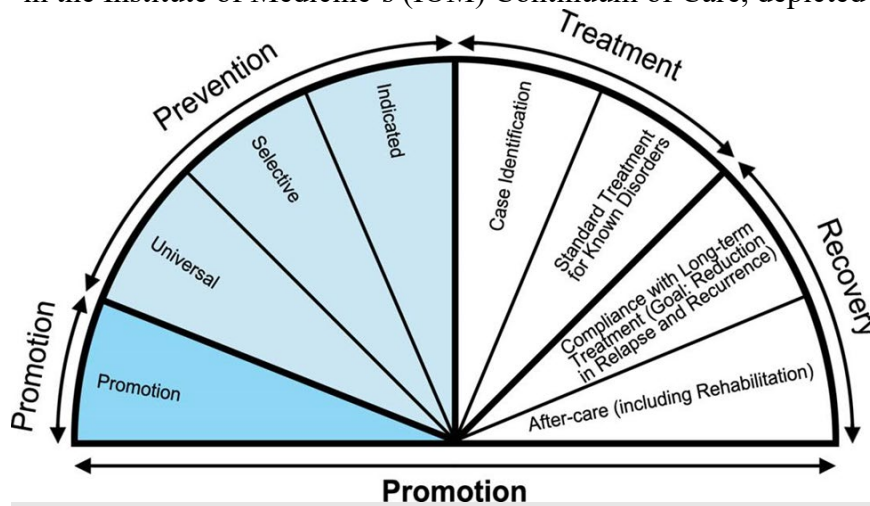 in the Institute of Medicine's (IOM) Continuum of Care, depicted
Treatment
Prevention
Indicated
Case Identification
Selective
Standard Treatment
for Known Disorders
Universal
Compliance with Long-term
Treatment (Goal: Reduction
in Relapse and Recurrence)
Recovery
Promotion
Promotion
After-care (including Rehabilitation)
Promotion